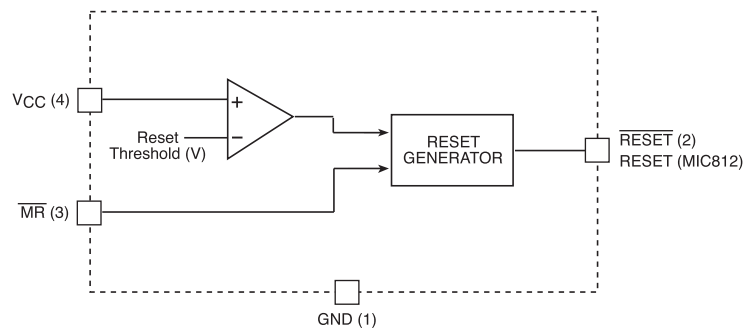 VCC (4)
+
Reset
Threshold (V)
–
RESET
GENERATOR
RESET (2)
RESET (MIC812)
MR (3)
GND (1)